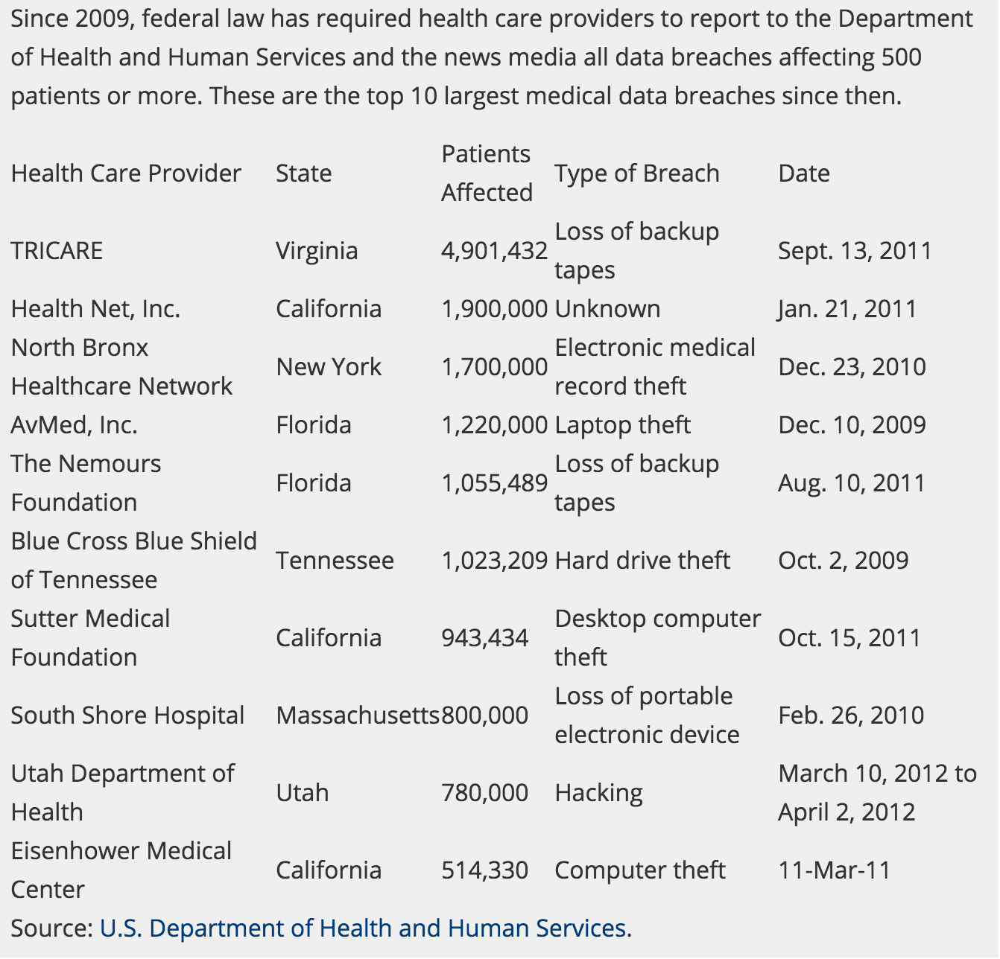 Since 2009, federal law has required health care providers to report to the Department
of Health and Human Services and the news media all data breaches affecting 500
patients or more. These are the top 10 largest medical data breaches since then.
Health Care Provider State Patients Affected Type of Breach Date
TRICARE Virginia 4,901,432 Loss of backup tapes Sept. 13, 2011
Health Net, Inc. California 1,900,000 Unknown Jan. 21, 2011
North Bronx Healthcare Network New York 1,700,000 Electronic medical record theft Dec. 23, 2010
AvMed, Inc. Florida 1,220,000 Laptop theft Dec. 10, 2009
The Nemours Foundation Florida 1,055,489 Loss of backup tapes Aug. 10, 2011
Blue Cross Blue Shield of Tennessee Tennessee 1,023,209 Hard drive theft Oct. 2, 2009
Sutter Medical Foundation California 943,434 Desktop computer theft Oct. 15, 2011
South Shore Hospital Massachusetts 800,000 Loss of portable electronic device Feb. 26, 2010
Utah Department of Health Utah 780,000 Hacking March 10, 2012 to April 2, 2012
Eisenhower Medical Center California 514,330 Computer theft 11-Mar-11
Source: U.S. Department of Health and Human Services.